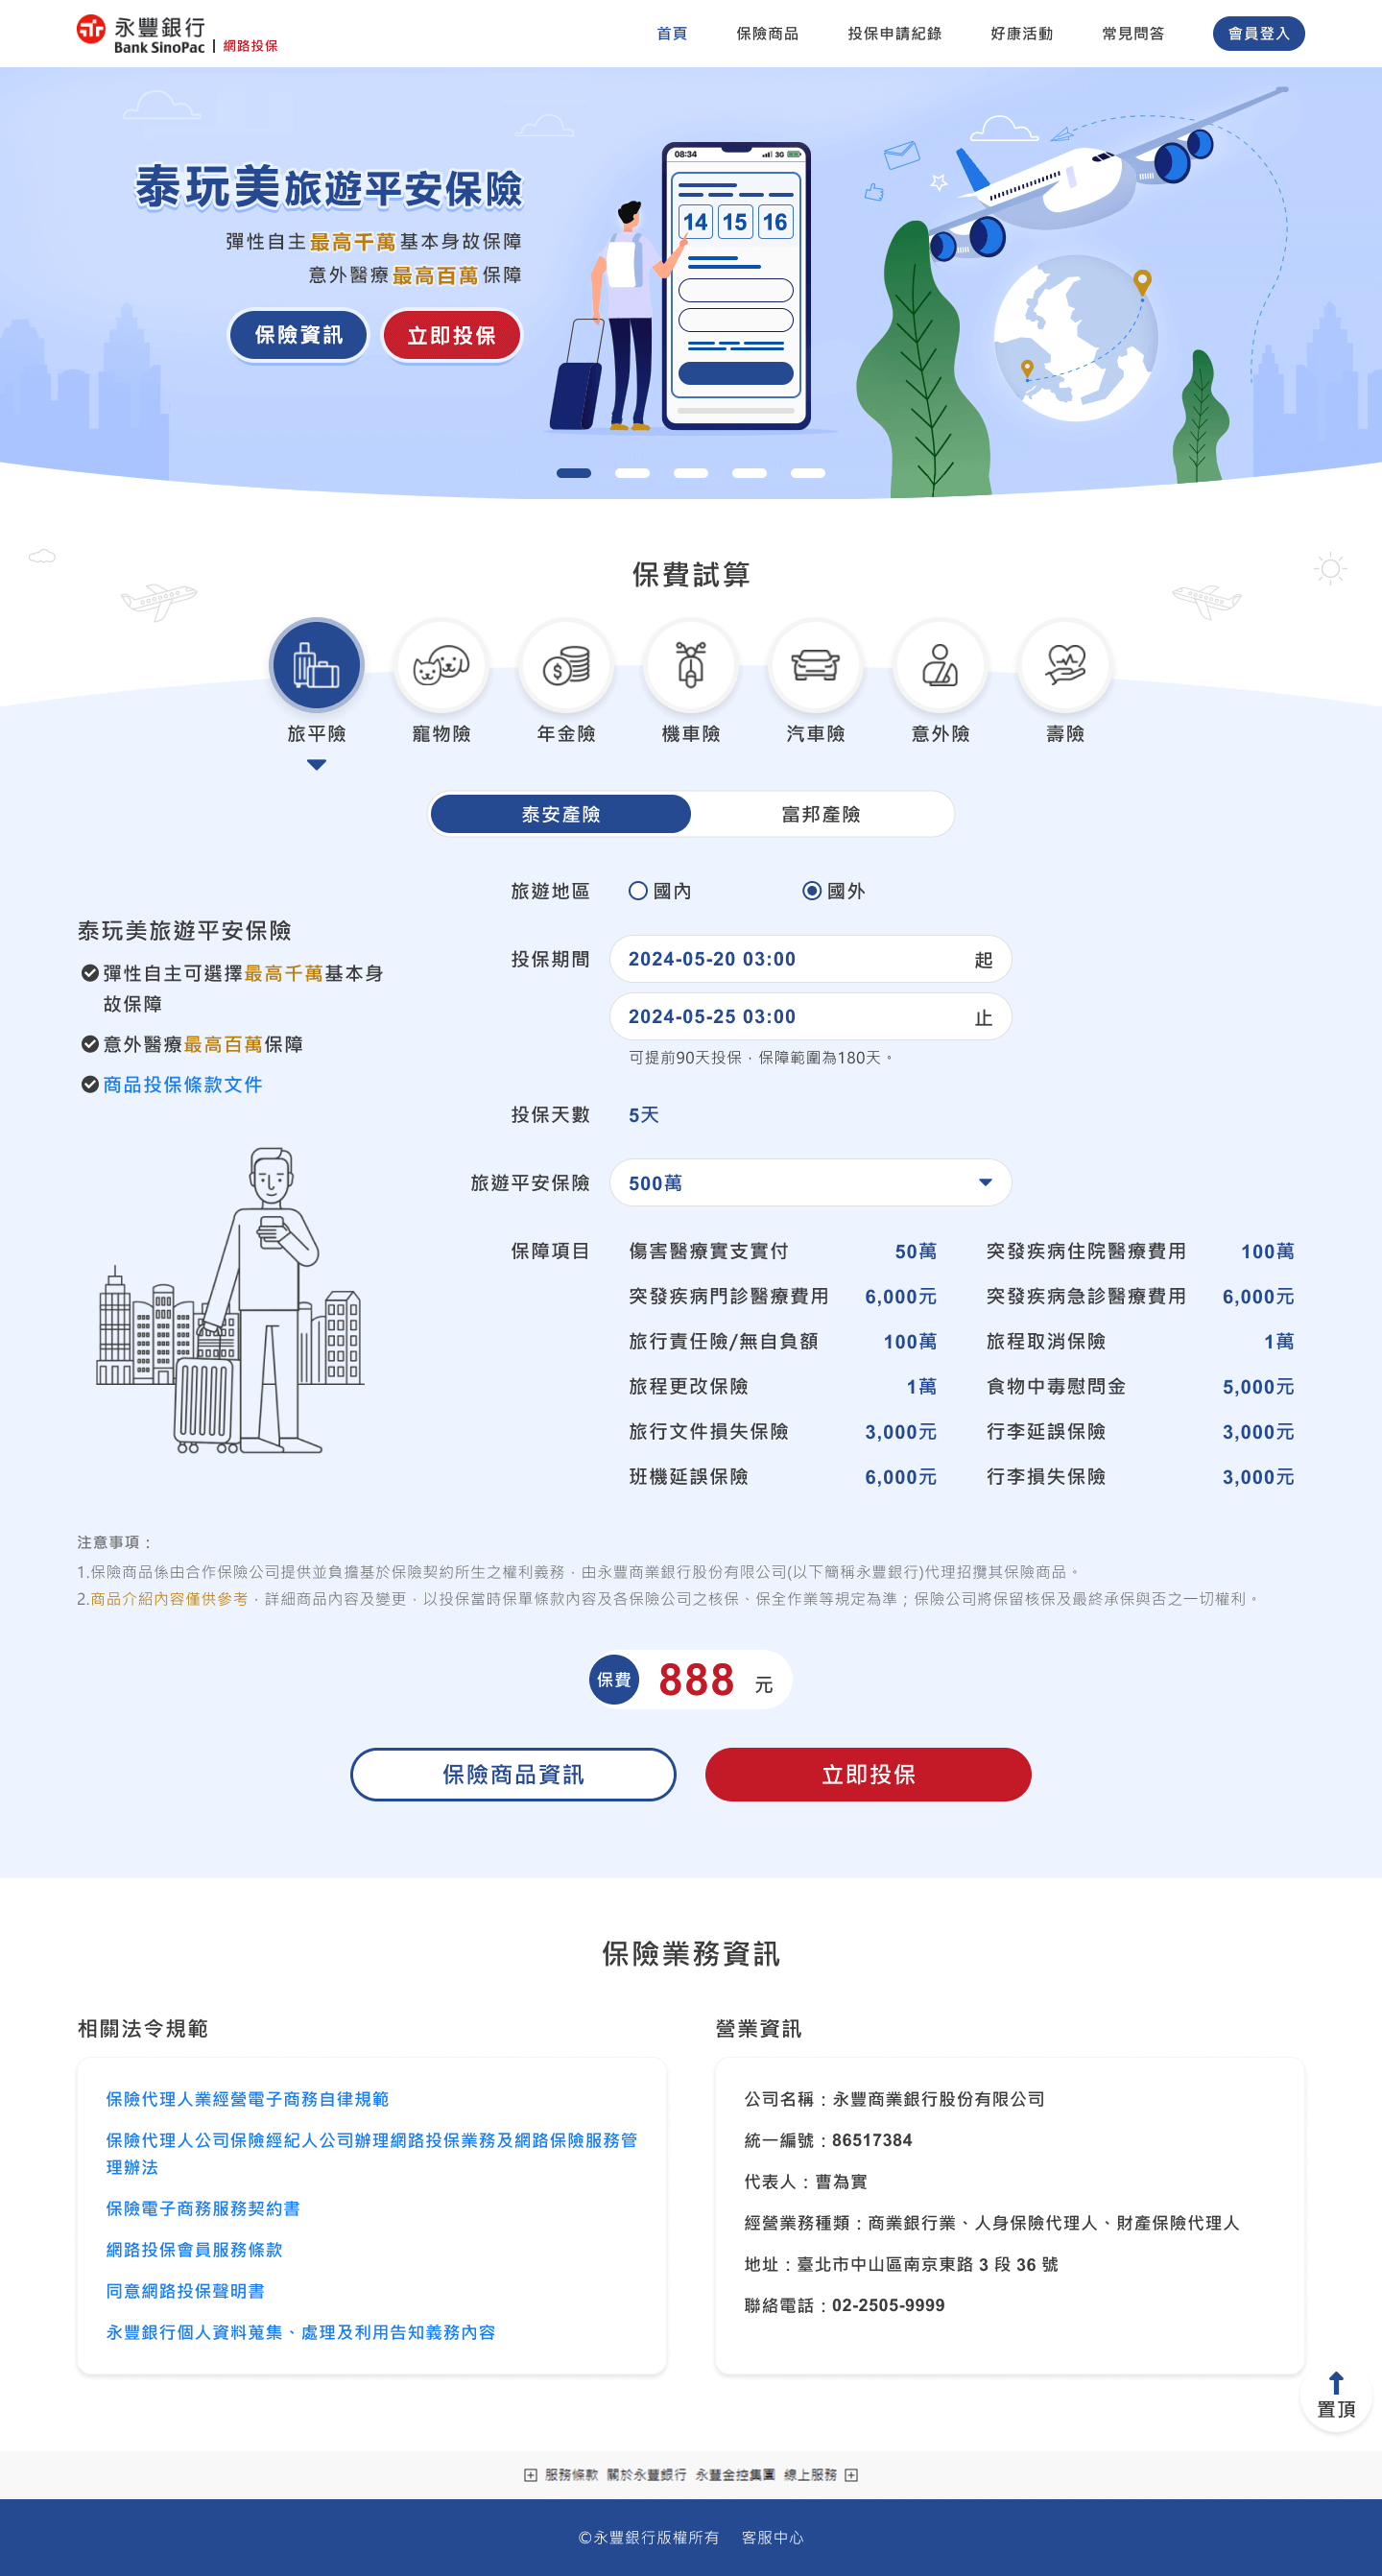 永豐銀行
Bank SinoPac
網路投保
首頁
保險商品
投保申請紀錄
好康活動
常見問答
會員登入
泰玩美旅遊平安保險
彈性自主最高千萬基本身故保障
意外醫療最高百萬保障
保險資訊
立即投保
08:34
3G
14
15
16
保費試算
旅平險
寵物險
年金險
機車險
汽車險
意外險
壽險
泰安產險
富邦產險
泰玩美旅遊平安保險
彈性自主可選擇最高千萬基本身
故保障
意外醫療最高百萬保障
商品投保條款文件
旅遊地區
國內
國外
投保期間
2024-05-20 03:00
起
2024-05-25 03:00
止
可提前90天投保，保障範圍為180天。
投保天數
5天
旅遊平安保險
500萬
保障項目
傷害醫療實支實付 50萬
突發疾病住院醫療費用 100萬
突發疾病門診醫療費用 6,000元
突發疾病急診醫療費用 6,000元
旅行責任險/無自負額 100萬
旅程取消保險 1萬
旅程更改保險 1萬
食物中毒慰問金 5,000元
旅行文件損失保險 3,000元
行李延誤保險 3,000元
班機延誤保險 6,000元
行李損失保險 3,000元
注意事項：
1.保險商品係由合作保險公司提供並負擔基於保險契約所生之權利義務，由永豐商業銀行股份有限公司(以下簡稱永豐銀行)代理招攬其保險商品。
2.商品介紹內容僅供參考，詳細商品內容及變更，以投保當時保單條款內容及各保險公司之核保、保全作業等規定為準；保險公司將保留核保及最終承保與否之一切權利。
保費
888
元
保險商品資訊
立即投保
保險業務資訊
相關法令規範
保險代理人業經營電子商務自律規範
保險代理人公司保險經紀人公司辦理網路投保業務及網路保險服務管
理辦法
保險電子商務服務契約書
網路投保會員服務條款
同意網路投保聲明書
永豐銀行個人資料蒐集、處理及利用告知義務內容
營業資訊
公司名稱：永豐商業銀行股份有限公司
統一編號：86517384
代表人：曹為實
經營業務種類：商業銀行業、人身保險代理人、財產保險代理人
地址：臺北市中山區南京東路 3 段 36 號
聯絡電話：02-2505-9999
置頂
服務條款 關於永豐銀行 永豐金控集團 線上服務
©永豐銀行版權所有 客服中心